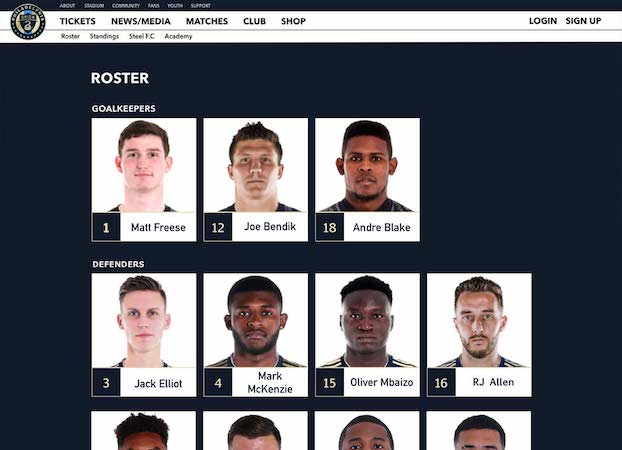 PHILADELPHIA
UNION
ABOUT STADIUM COMMUNITY FANS YOUTH SUPPORT
TICKETS NEWS/MEDIA MATCHES CLUB SHOP LOGIN SIGN UP
Roster Standings Steel F.C Academy
ROSTER
GOALKEEPERS
1 Matt Freese
12 Joe Bendik
18 Andre Blake
DEFENDERS
3 Jack Elliot
4 Mark
McKenzie
15 Oliver Mbaizo
16 RJ Allen